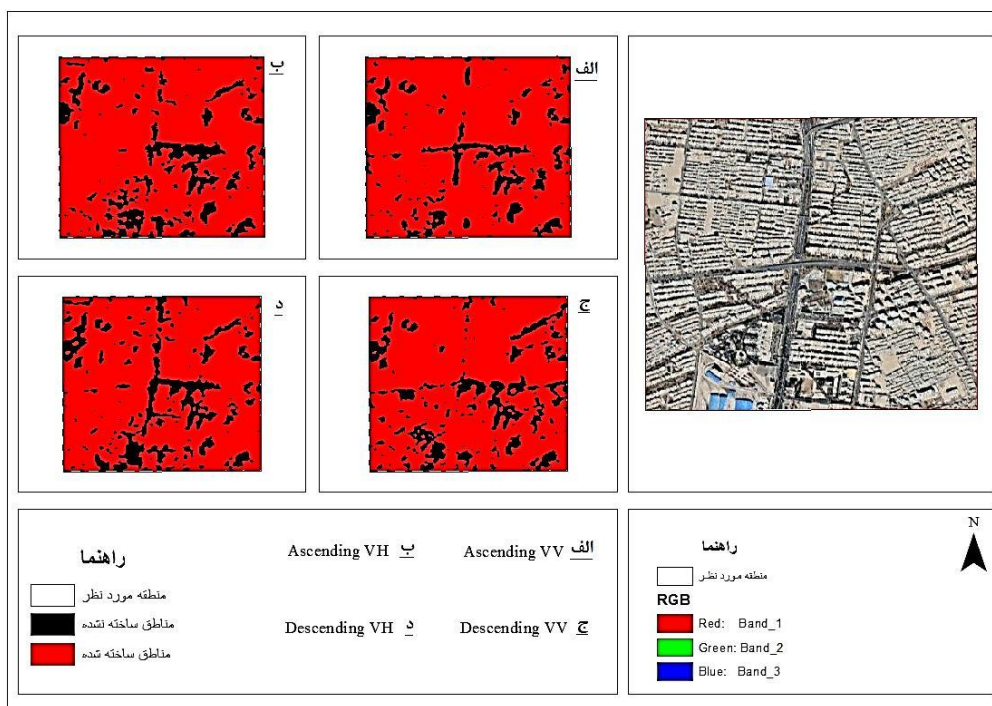 الف
ب
ج
د
راهنما
منطقه مورد نظر
مناطق ساخته نشده
مناطق ساخته شده
الف Ascending VV
ب Ascending VH
ج Descending VV
د Descending VH
N
راهنما
منطقه مورد نظر
RGB
Red: Band_1
Green: Band_2
Blue: Band_3